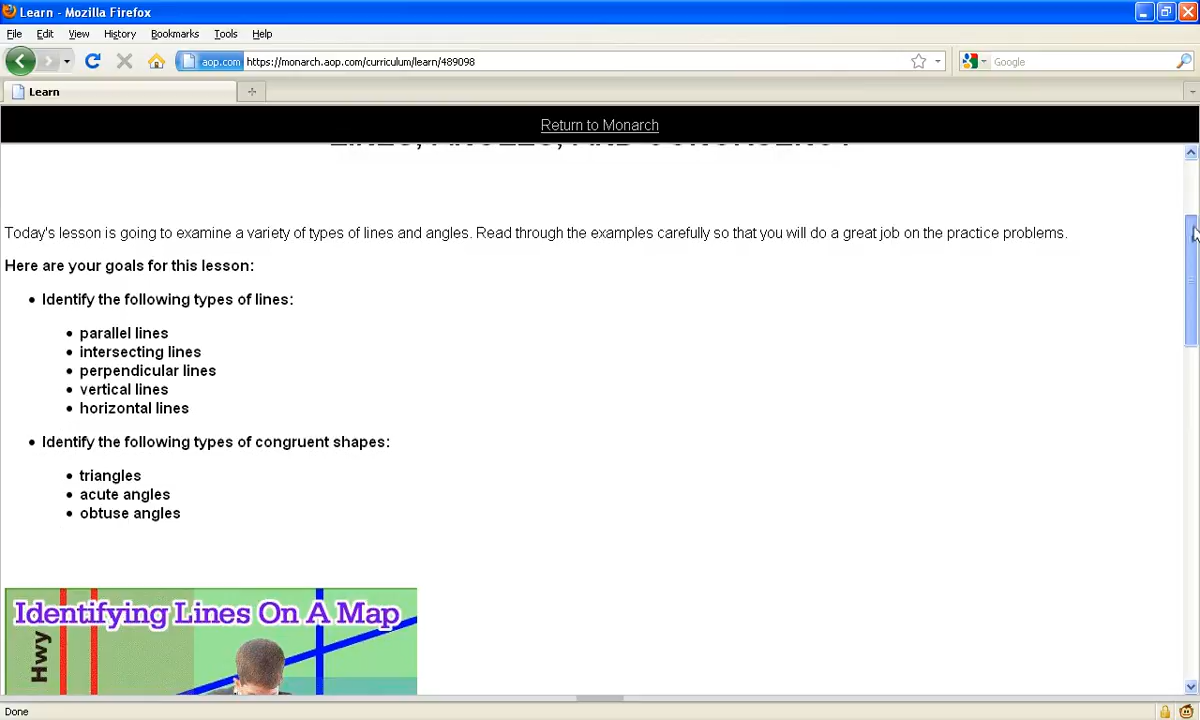 Learn - Mozilla Firefox
File Edit View History Bookmarks Tools Help
aop.com https://monarch.aop.com/curriculum/learn/489098 Google
Learn
Return to Monarch
LINES, ANGLES, AND CONGRUENCY
Today's lesson is going to examine a variety of types of lines and angles. Read through the examples carefully so that you will do a great job on the practice problems.
Here are your goals for this lesson:
Identify the following types of lines:
parallel lines
intersecting lines
perpendicular lines
vertical lines
horizontal lines
Identify the following types of congruent shapes:
triangles
acute angles
obtuse angles
Identifying Lines On A Map
Hwy
Done